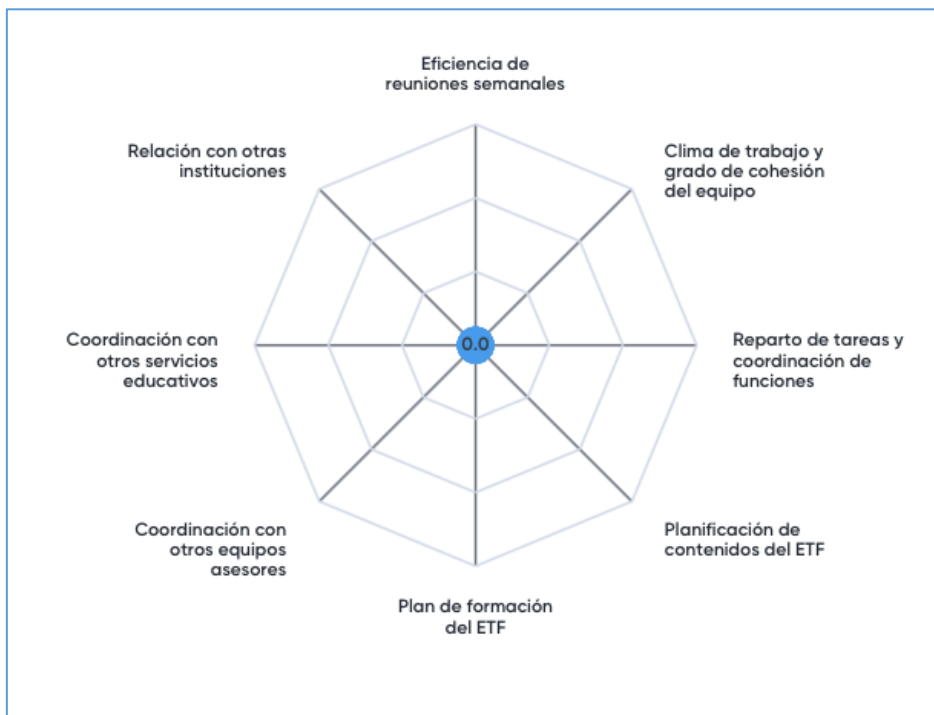 Eficiencia de
reuniones semanales
Clima de trabajo y
grado de cohesión
del equipo
Reparto de tareas y
coordinación de
funciones
Planificación de
contenidos del ETF
Plan de formación
del ETF
Coordinación con
otros equipos
asesores
Coordinación con
otros servicios
educativos
Relación con otras
instituciones
0.0